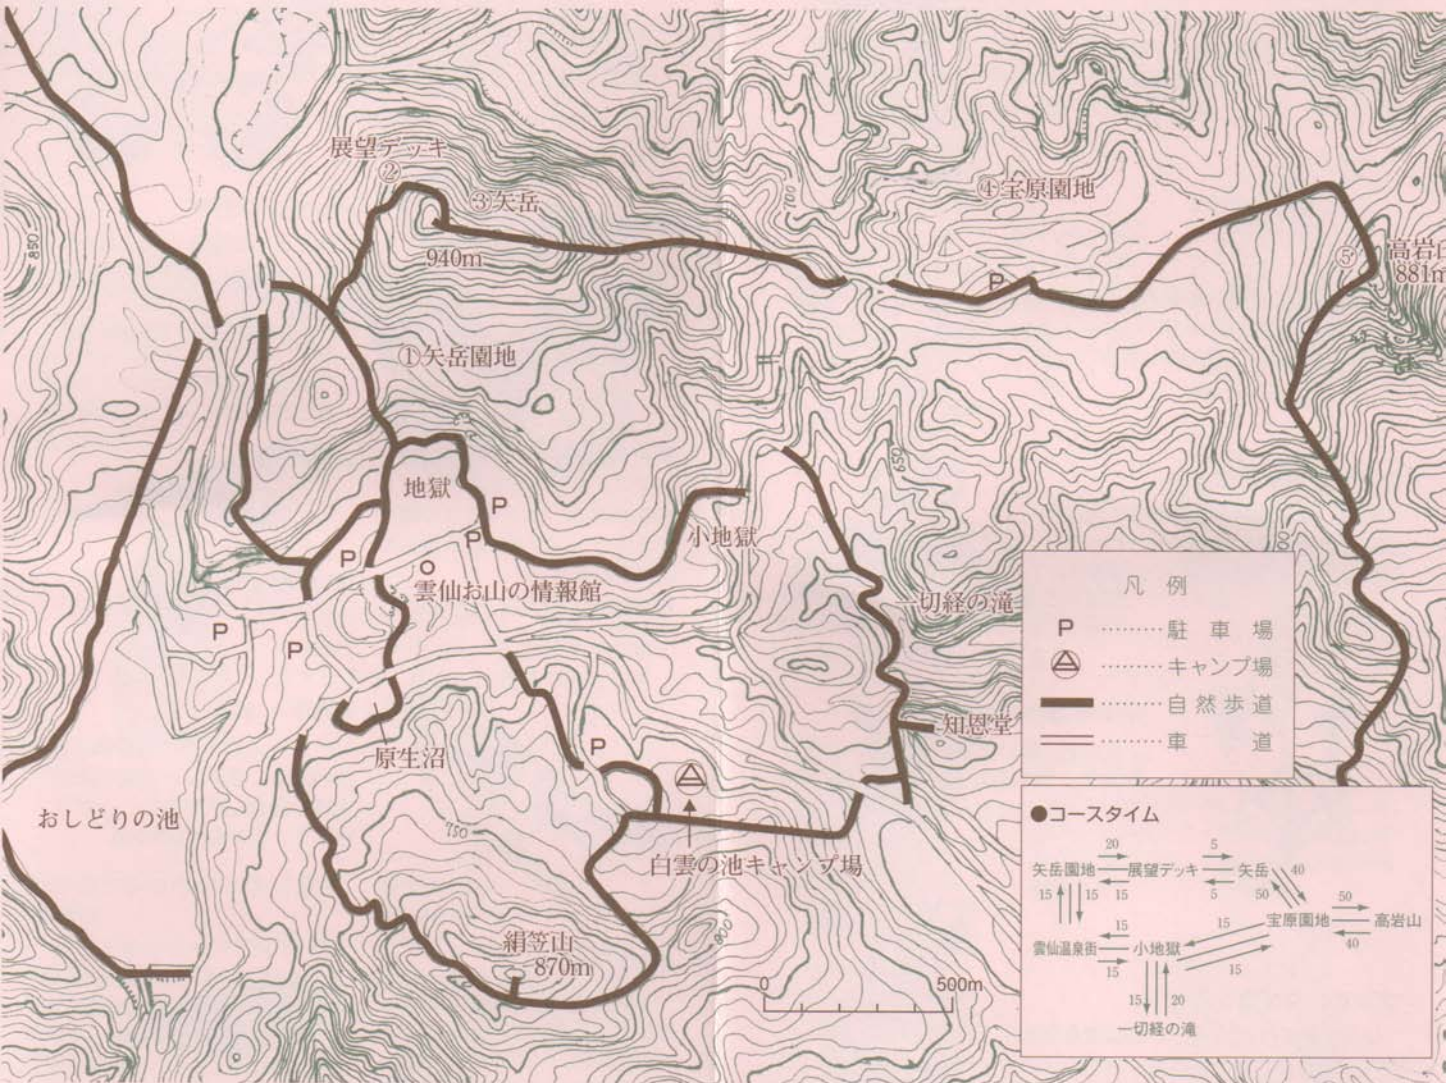 展望デッキ
②
③矢岳
940m
④宝原園地
700
850
P
⑤
高岩山
881m
①矢岳園地
地獄
P
P
P
小地獄
650
雲仙お山の情報館
一切経の滝
P
P
知恩堂
原生沼
P
おしどりの池
750
白雲の池キャンプ場
絹笠山
870m
800
0 500m
凡 例
P ……… 駐 車 場
……… キャンプ場
……… 自 然 歩 道
……… 車 道
●コースタイム
20 5
矢岳園地 展望デッキ 矢岳 40
15 15 15 5 50
50
宝原園地 高岩山
40
15 15
雲仙温泉街 小地獄
15 15
15 20
一切経の滝